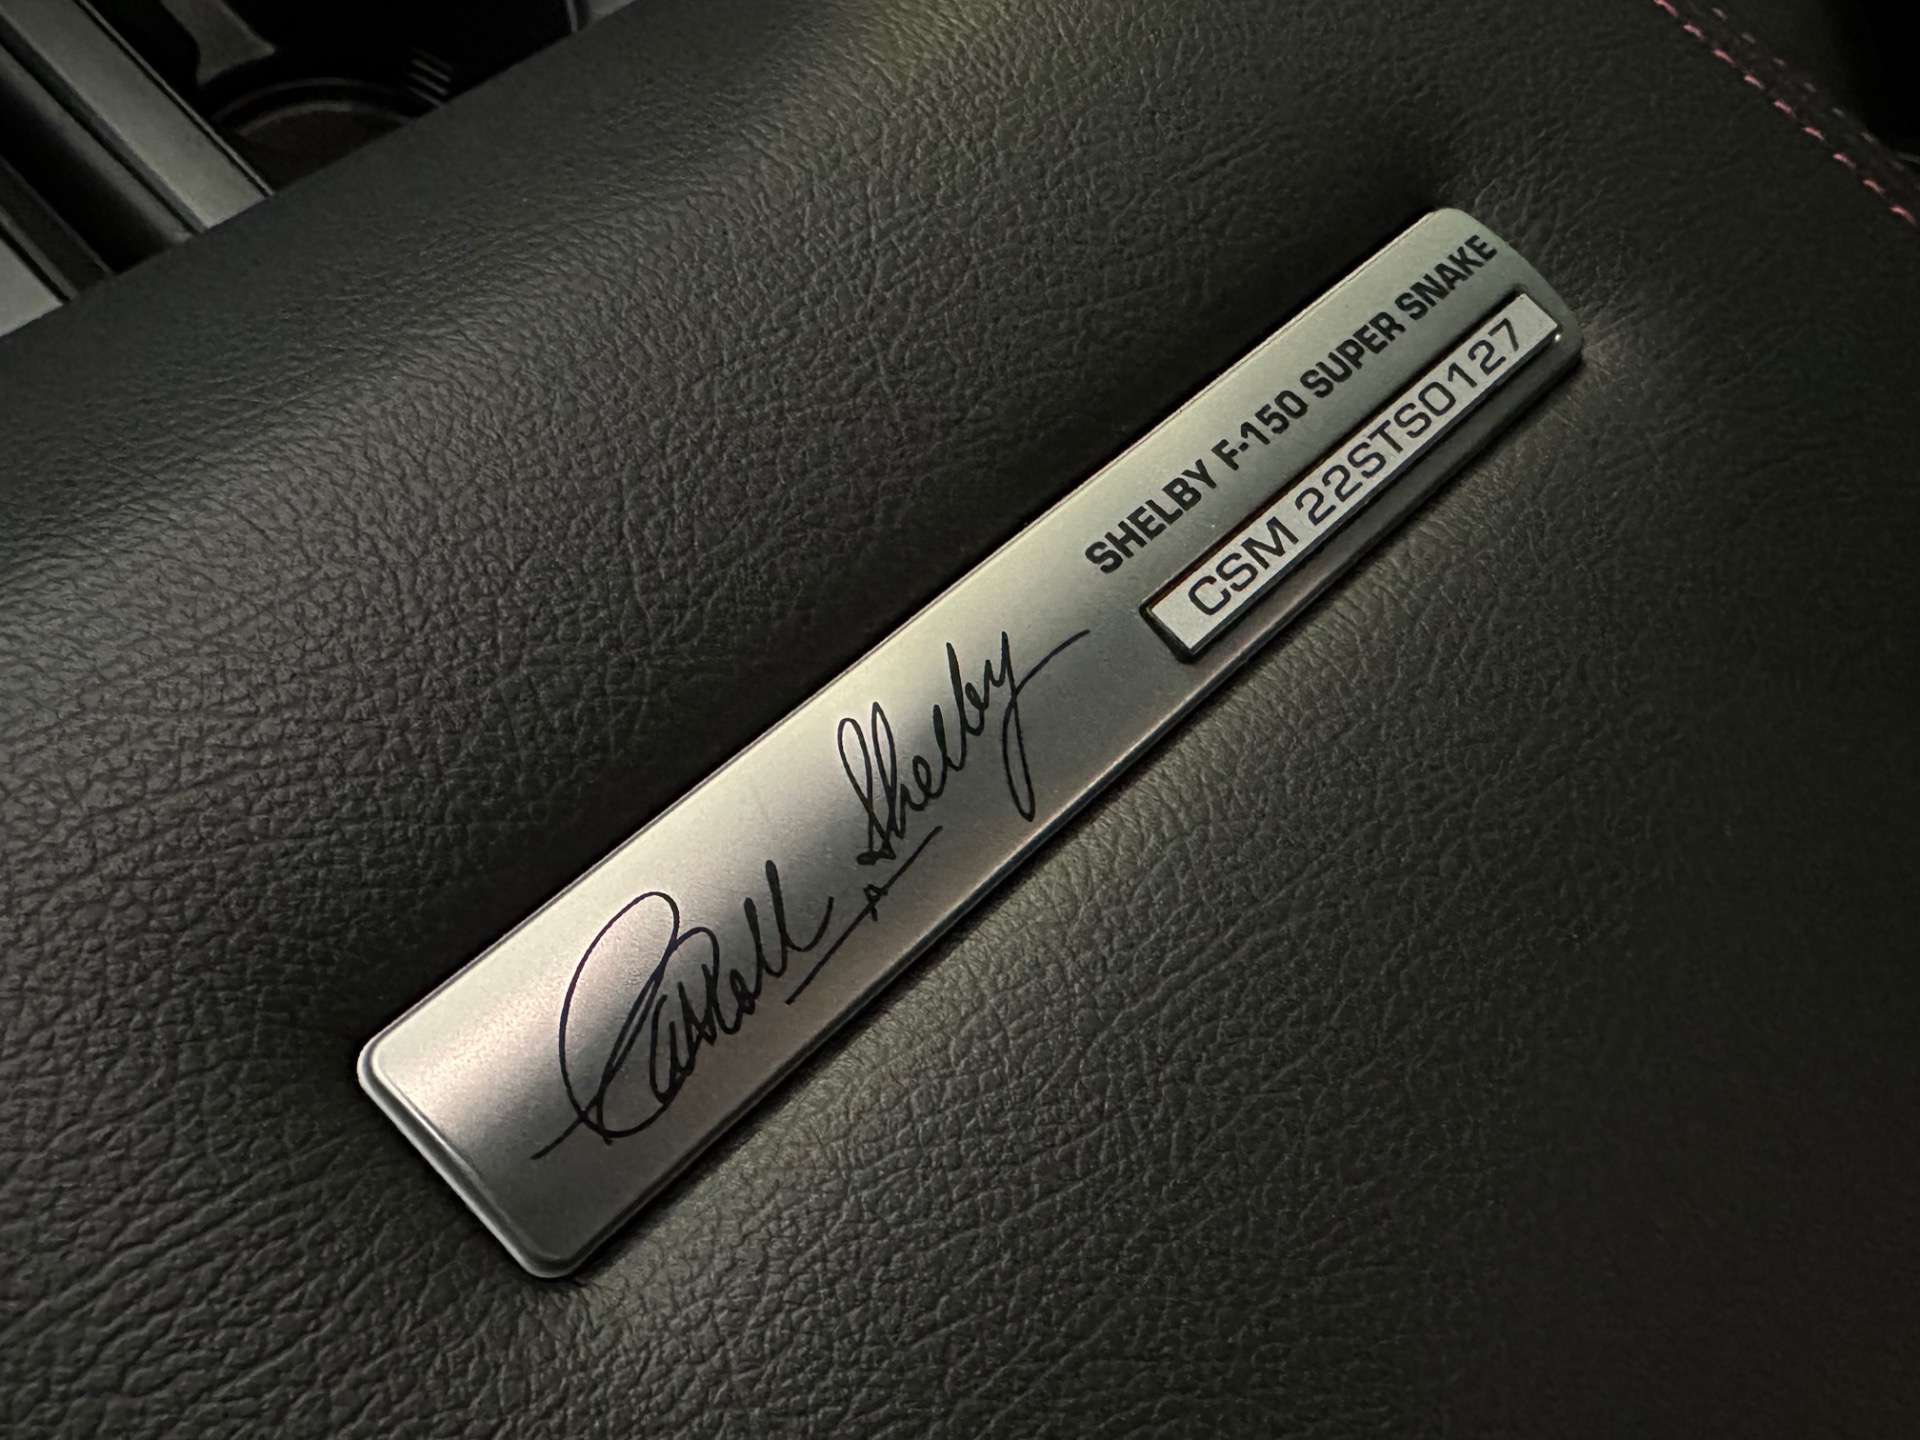 Carroll Shelby
SHELBY F-150 SUPER SNAKE
CSM 22STS0127